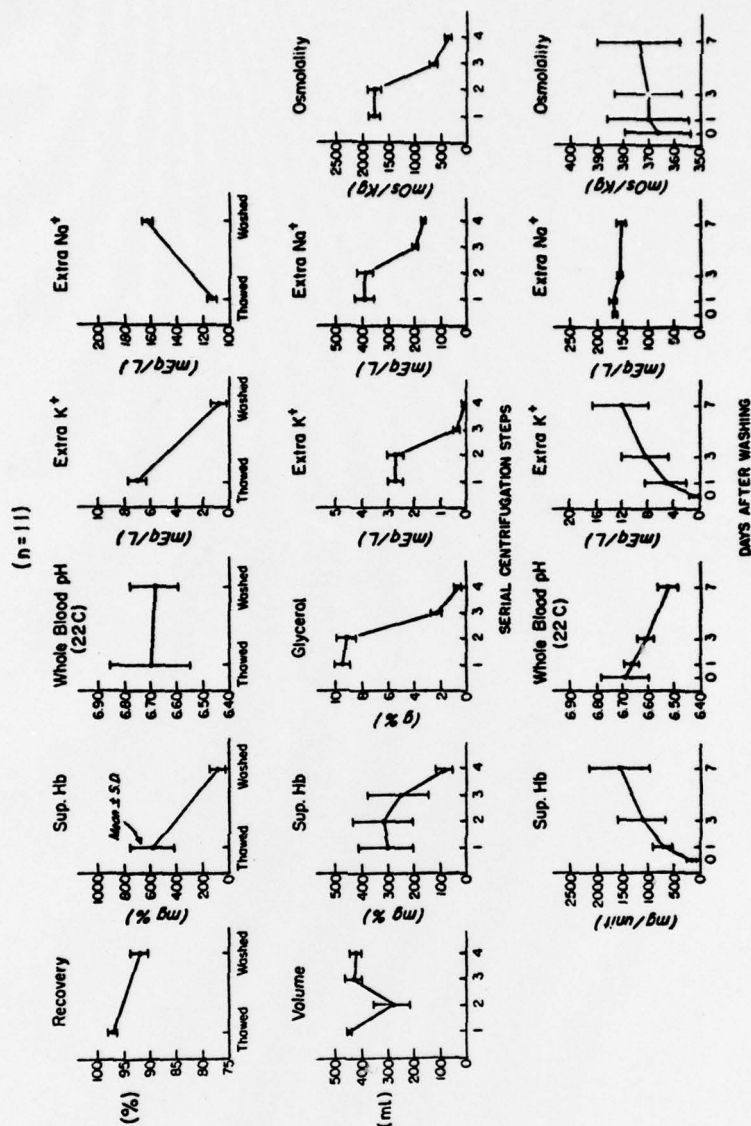 (n=11)
Recovery
(%)
100
95
90
85
80
75
Thawed Washed
Sup. Hb
(mg %)
1000
800
600
400
200
0
Mean ± S.D.
Thawed Washed
Whole Blood pH
(22C)
6.90
6.80
6.70
6.60
6.50
6.40
Thawed Washed
Extra K+
(mEq/L)
10
8
6
4
2
0
Thawed Washed
Extra Na+
(mEq/L)
200
180
160
140
120
100
Thawed Washed
Volume
(ml)
500
400
300
200
100
0
1 2 3 4
Sup. Hb
(mg %)
500
400
300
200
100
0
1 2 3 4
Glycerol
(g %)
10
8
6
4
2
0
1 2 3 4
Extra K+
(mEq/L)
5
4
3
2
1
0
1 2 3 4
Extra Na+
(mEq/L)
500
400
300
200
100
0
1 2 3 4
Osmolality
(mOs/Kg)
2500
2000
1500
1000
500
0
1 2 3 4
SERIAL CENTRIFUGATION STEPS
Sup. Hb
(mg/unit)
2500
2000
1500
1000
500
0
0 1 3 7
Whole Blood pH
(22C)
6.90
6.80
6.70
6.60
6.50
6.40
0 1 3 7
Extra K+
(mEq/L)
20
16
12
8
4
0
0 1 3 7
Extra Na+
(mEq/L)
250
200
150
100
50
0
0 1 3 7
Osmolality
(mOs/Kg)
400
390
380
370
360
350
0 1 3 7
DAYS AFTER WASHING